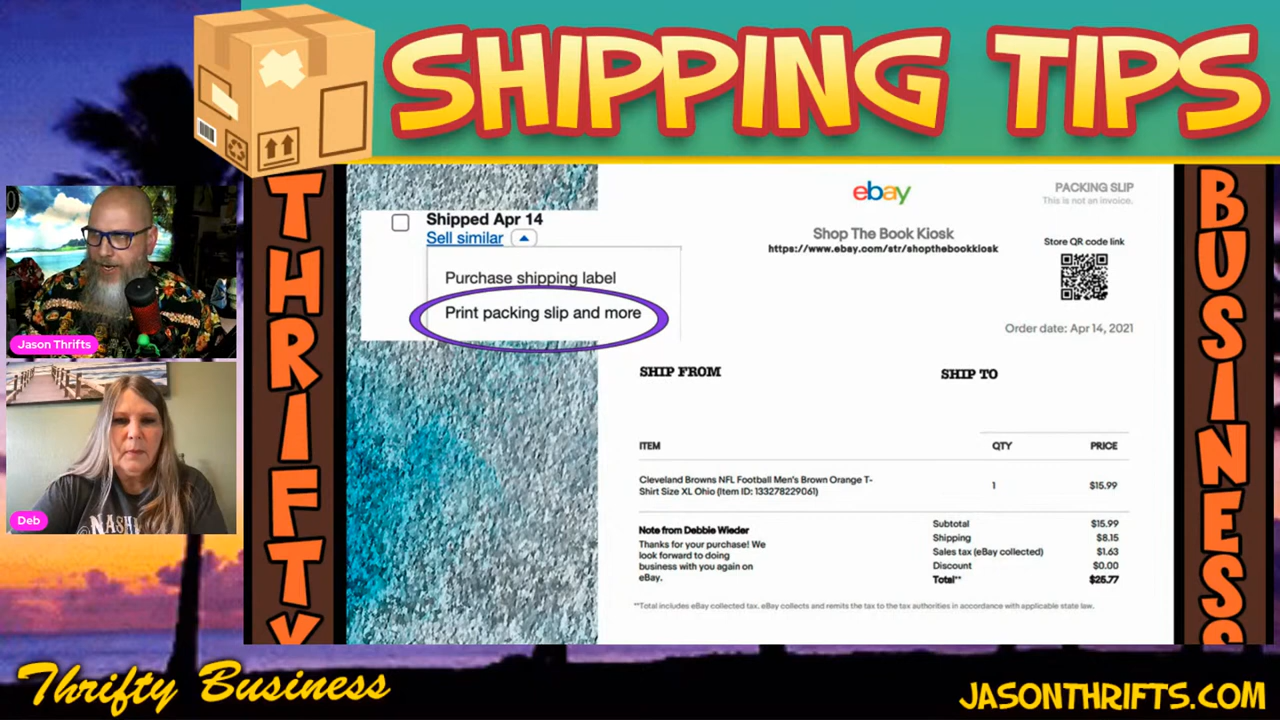 SHIPPING TIPS
THRIFTY
BUSINESS
Shipped Apr 14
Sell similar
Purchase shipping label
Print packing slip and more
ebay
PACKING SLIP
This is not an invoice.
Shop The Book Kiosk
https://www.ebay.com/str/shopthebookkiosk
Store QR code link
Order date: Apr 14, 2021
SHIP FROM
SHIP TO
ITEM QTY PRICE
Cleveland Browns NFL Football Men's Brown Orange T-
Shirt Size XL Ohio (Item ID: 133278229061) 1 $15.99
Note from Debbie Wieder
Thanks for your purchase! We
look forward to doing
business with you again on
eBay.
Subtotal $15.99
Shipping $8.15
Sales tax (eBay collected) $1.63
Discount $0.00
Total** $25.77
**Total includes eBay collected tax. eBay collects and remits the tax to the tax authorities in accordance with applicable state law.
Jason Thrifts
NASH
Deb
Thrifty Business
JASONTHRIFTS.COM